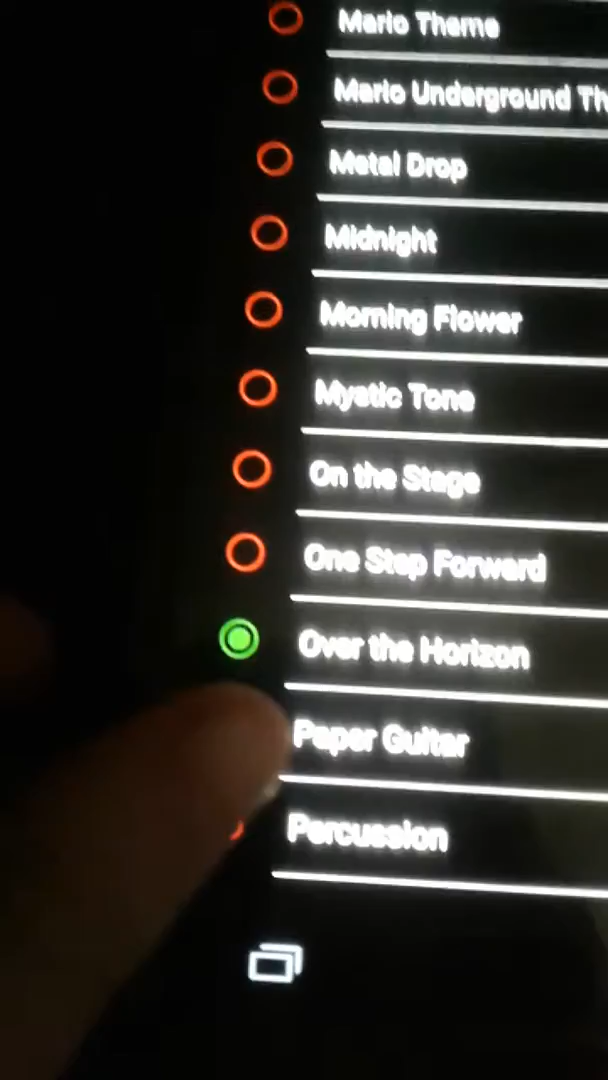 Mario Theme
Mario Underground Th
Metal Drop
Midnight
Morning Flower
Mystic Tone
On the Stage
One Step Forward
Over the Horizon
Paper Guitar
Percussion